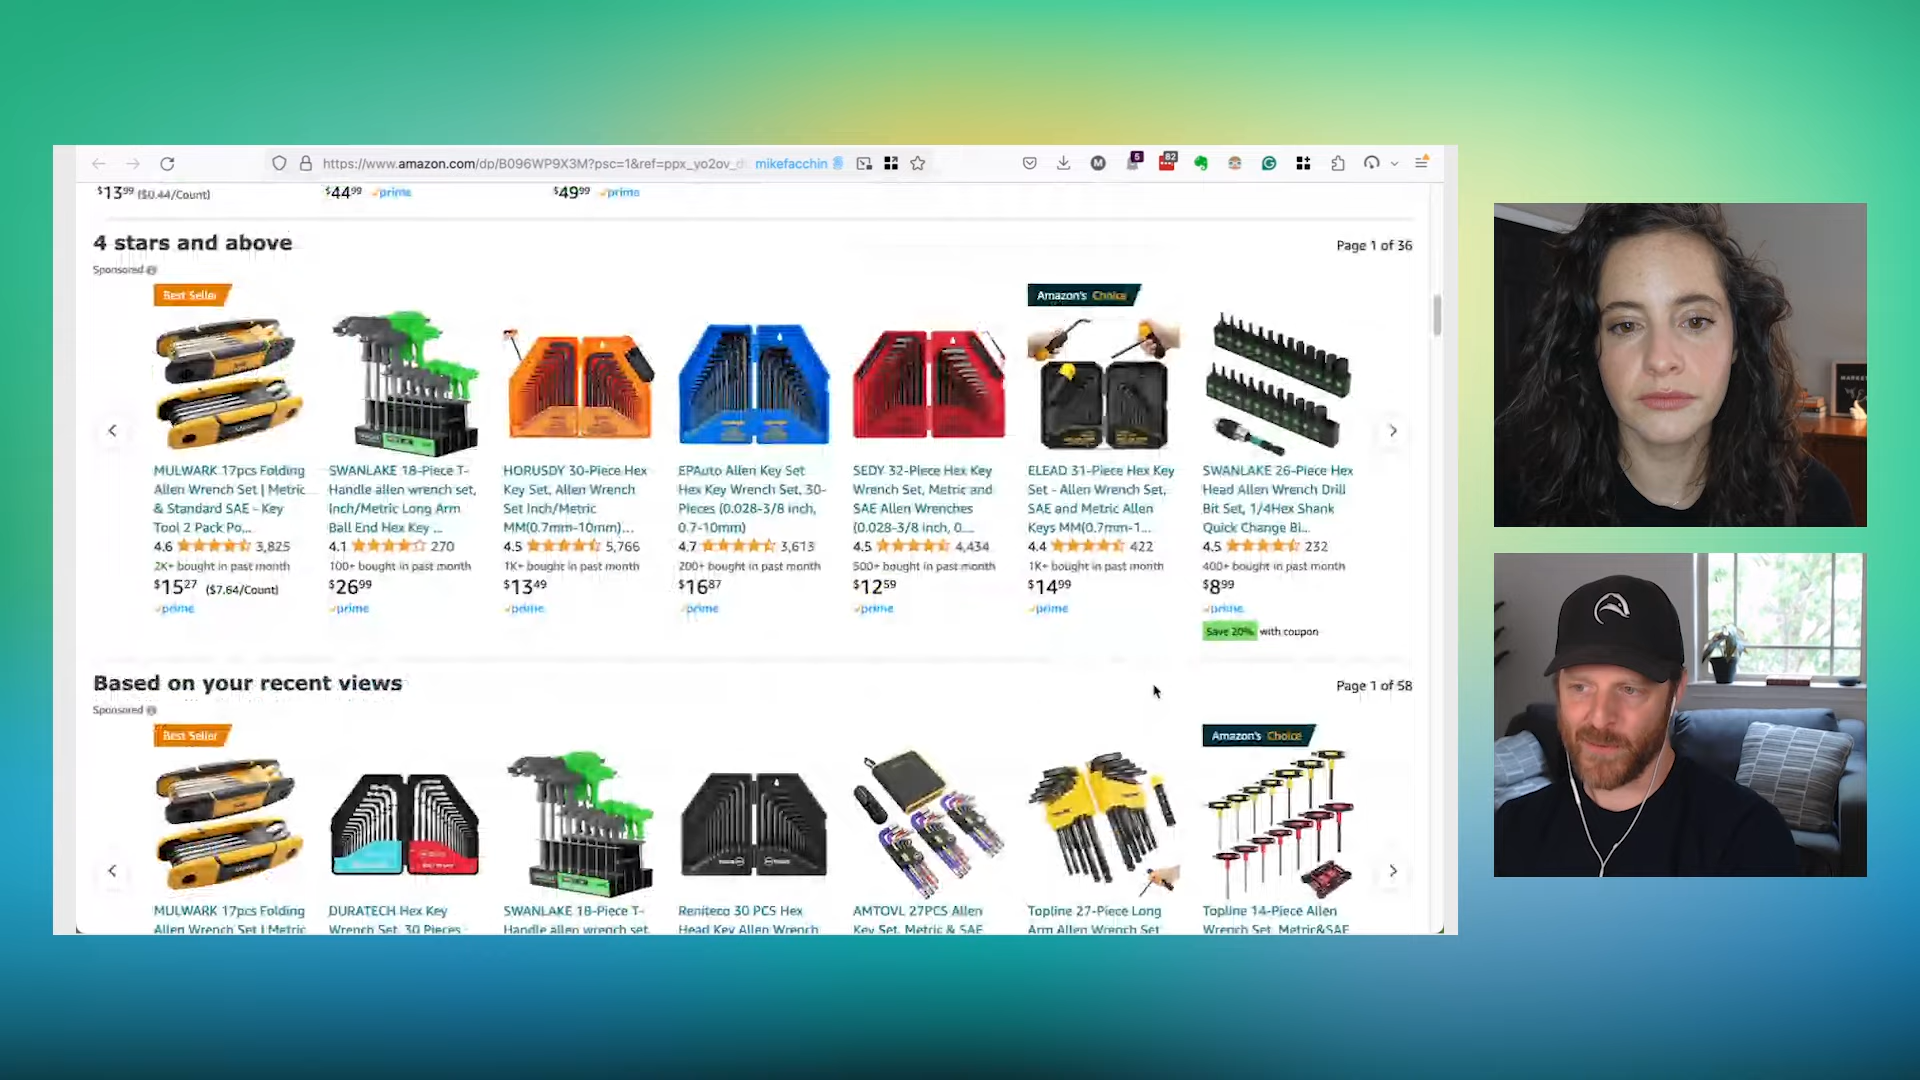 https://www.amazon.com/dp/B096WP9X3M?psc=1&ref=ppx_yo2ov_d mikefacchin
M 5 82
$13.99 ($0.44/Count) $44.99 prime $49.99 prime
4 stars and above Page 1 of 36
Sponsored
Best Seller Amazon's Choice
MULWARK 17pcs Folding
Allen Wrench Set | Metric
& Standard SAE - Key
Tool 2 Pack Po...
4.6 3,825
2K+ bought in past month
$15.27 ($7.64/Count)
prime
SWANLAKE 18-Piece T-
Handle allen wrench set,
Inch/Metric Long Arm
Ball End Hex Key ...
4.1 270
100+ bought in past month
$26.99
prime
HORUSDY 30-Piece Hex
Key Set, Allen Wrench
Set Inch/Metric
MM(0.7mm-10mm)...
4.5 5,766
1K+ bought in past month
$13.49
prime
EPAuto Allen Key Set
Hex Key Wrench Set, 30-
Pieces (0.028-3/8 inch,
0.7-10mm)
4.7 3,613
200+ bought in past month
$16.87
prime
SEDY 32-Piece Hex Key
Wrench Set, Metric and
SAE Allen Wrenches
(0.028-3/8 inch, 0....
4.5 4,434
500+ bought in past month
$12.59
prime
ELEAD 31-Piece Hex Key
Set - Allen Wrench Set,
SAE and Metric Allen
Keys MM(0.7mm-1...
4.4 422
1K+ bought in past month
$14.99
prime
SWANLAKE 26-Piece Hex
Head Allen Wrench Drill
Bit Set, 1/4Hex Shank
Quick Change Bi...
4.5 232
400+ bought in past month
$8.99
prime
Save 20% with coupon
Based on your recent views Page 1 of 58
Sponsored
Best Seller Amazon's Choice
MULWARK 17pcs Folding
Allen Wrench Set | Metric
DURATECH Hex Key
Wrench Set, 30 Pieces
SWANLAKE 18-Piece T-
Handle allen wrench set,
Reniteco 30 PCS Hex
Head Key Allen Wrench
AMTOVL 27PCS Allen
Key Set, Metric & SAE
Topline 27-Piece Long
Arm Allen Wrench Set
Topline 14-Piece Allen
Wrench Set, Metric&SAE